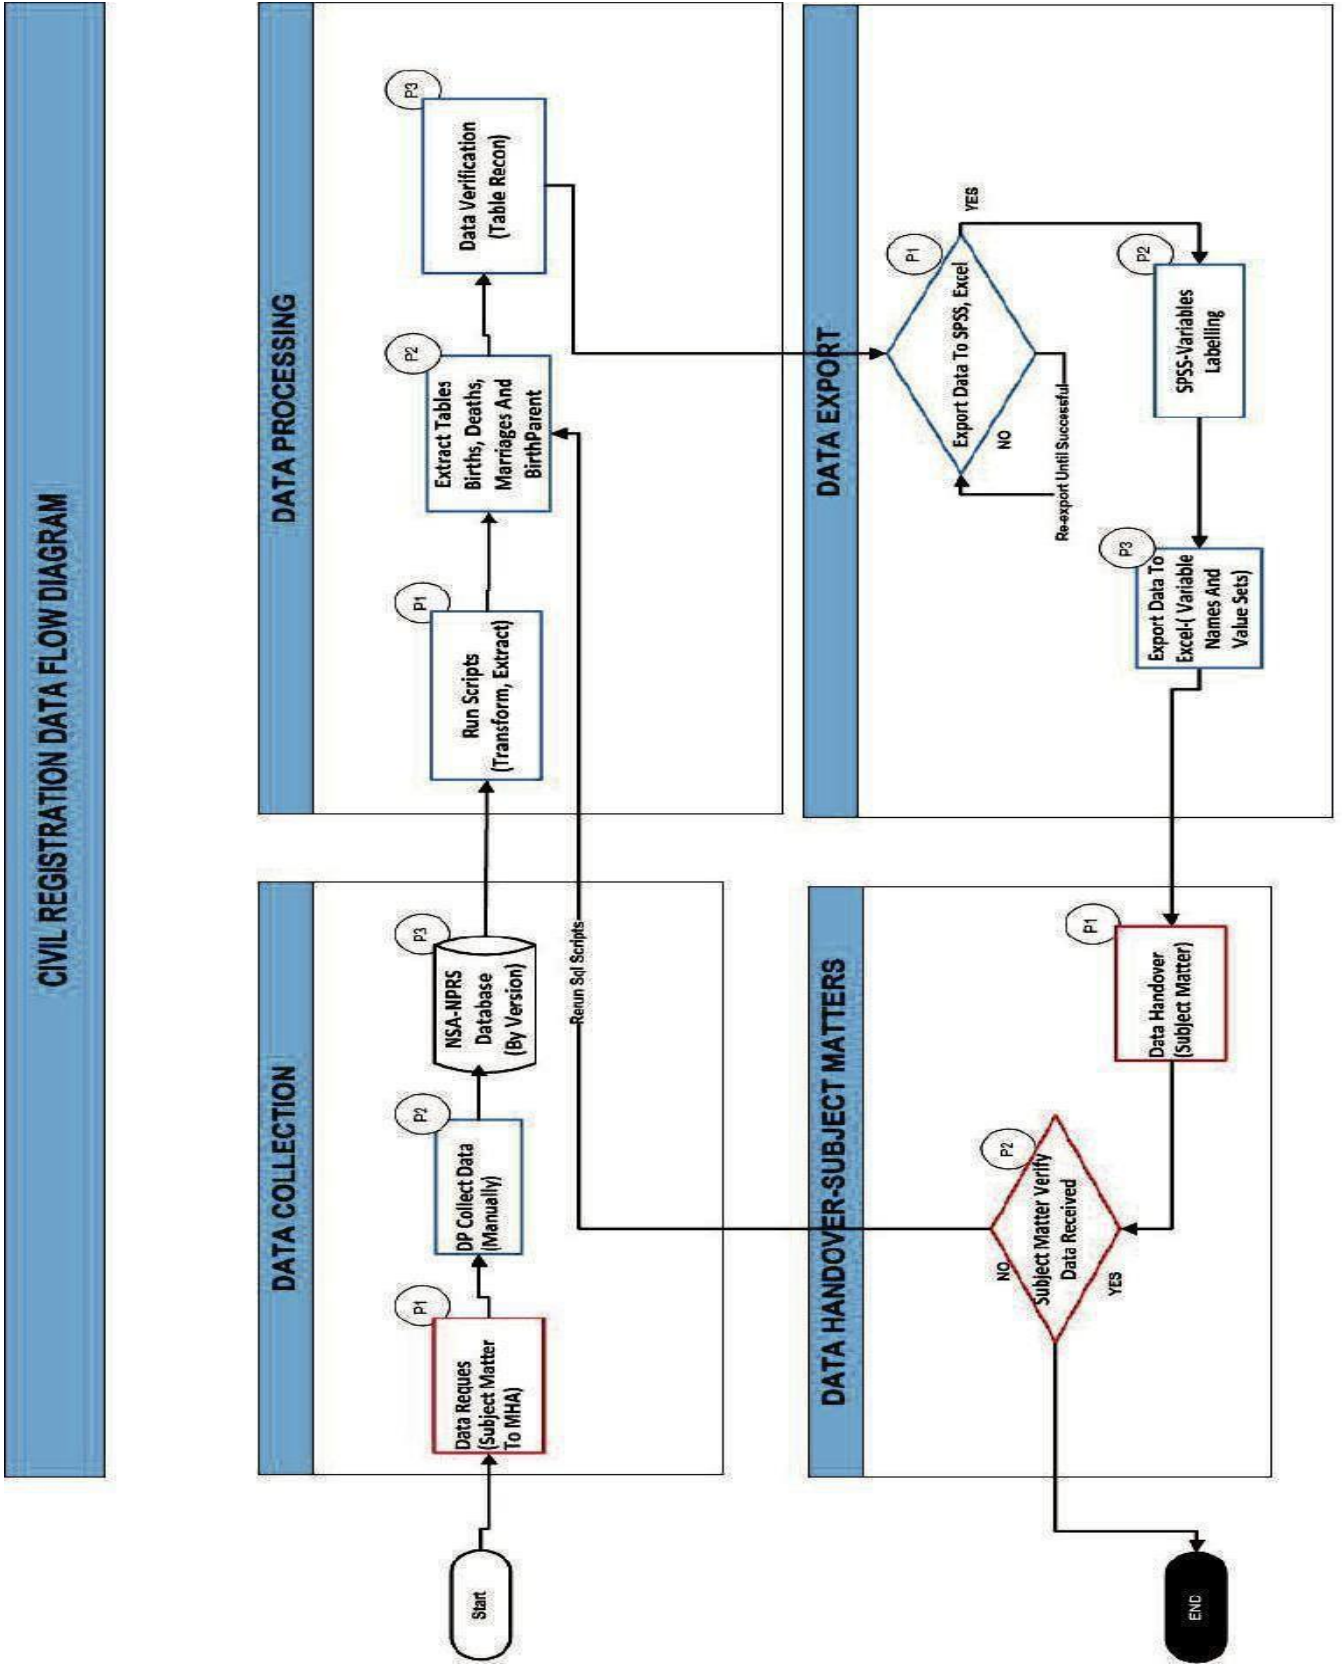 CIVIL REGISTRATION DATA FLOW DIAGRAM
DATA COLLECTION
Start
P1
Data Reques
(Subject Matter
To MHA)
P2
DP Collect Data
(Manually)
P3
NSA-NPRS
Database
(By Version)
DATA PROCESSING
P1
Run Scripts
(Transform, Extract)
P2
Extract Tables
Births, Deaths,
Marriages And
BirthParent
P3
Data Verification
(Table Recon)
Rerun Sql Scripts
DATA HANDOVER-SUBJECT MATTERS
P2
NO
Subject Matter Verify
Data Received
YES
P1
Data Handover
(Subject Matter)
END
DATA EXPORT
P1
Export Data To SPSS, Excel
YES
NO
Re-export Until Successful
P2
SPSS-Variables
Labelling
P3
Export Data To
Excel-( Variable
Names And
Value Sets)